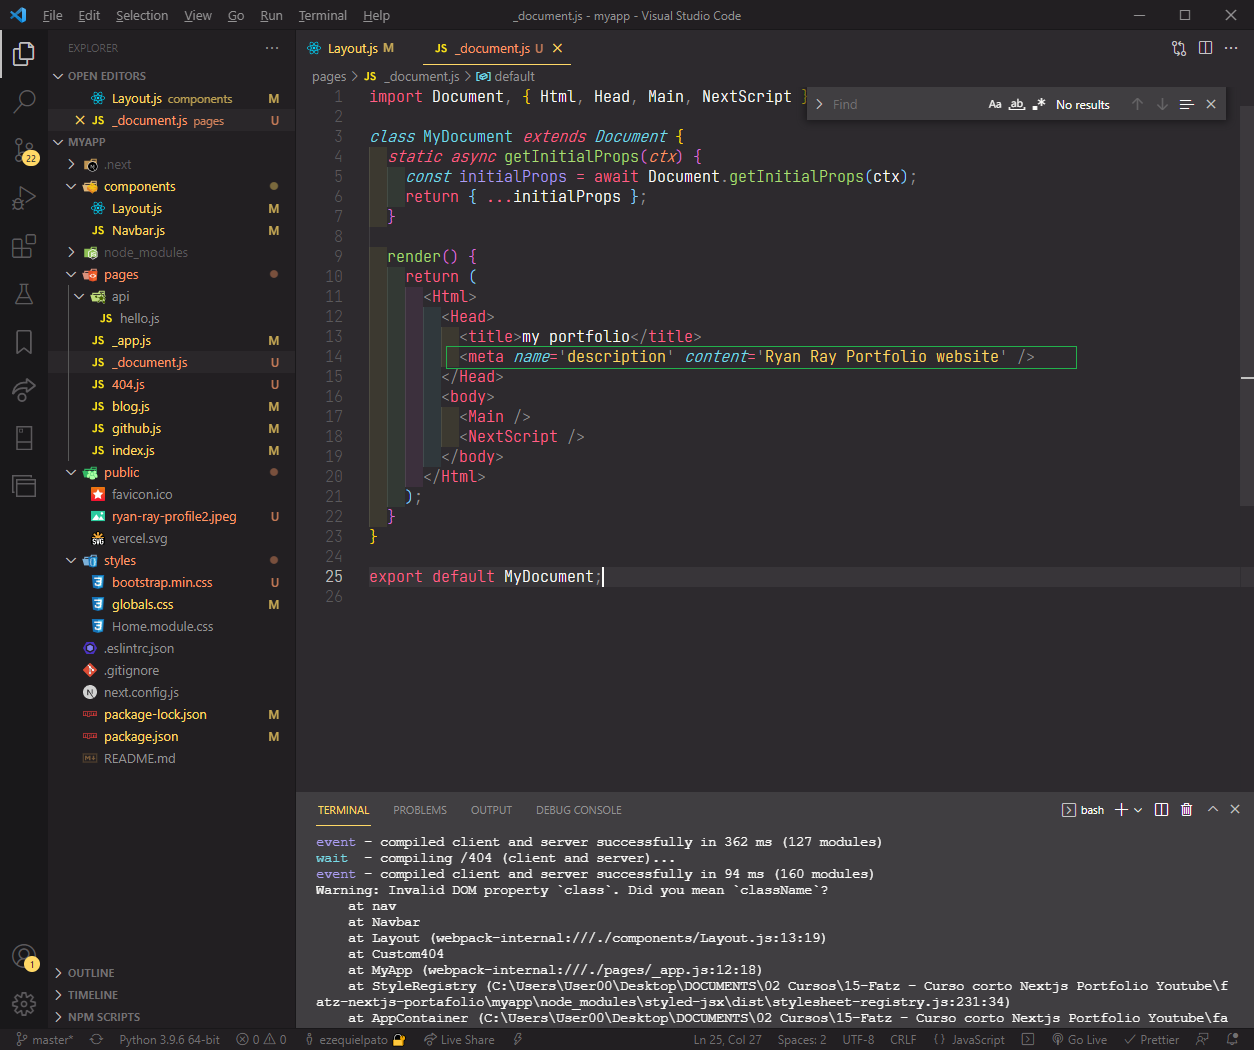 File Edit Selection View Go Run Terminal Help
_document.js - myapp - Visual Studio Code
EXPLORER
OPEN EDITORS
Layout.js components M
JS _document.js pages U
MYAPP
.next
components
Layout.js M
JS Navbar.js M
node_modules
pages
api
JS hello.js
JS _app.js M
JS _document.js U
JS 404.js U
JS blog.js M
JS github.js M
JS index.js M
public
favicon.ico
ryan-ray-profile2.jpeg U
vercel.svg
styles
bootstrap.min.css U
globals.css M
Home.module.css
.eslintrc.json
.gitignore
N next.config.js
package-lock.json M
package.json M
README.md
OUTLINE
TIMELINE
NPM SCRIPTS
22
1
Layout.js M
JS _document.js U
pages > JS _document.js > default
Find
Aa ab .* No results
1 import Document, { Html, Head, Main, NextScript }
2
3 class MyDocument extends Document {
4 static async getInitialProps(ctx) {
5 const initialProps = await Document.getInitialProps(ctx);
6 return { ...initialProps };
7 }
8
9 render() {
10 return (
11 <Html>
12 <Head>
13 <title>my portfolio</title>
14 <meta name='description' content='Ryan Ray Portfolio website' />
15 </Head>
16 <body>
17 <Main />
18 <NextScript />
19 </body>
20 </Html>
21 );
22 }
23 }
24
25 export default MyDocument;
26
TERMINAL PROBLEMS OUTPUT DEBUG CONSOLE
bash
event - compiled client and server successfully in 362 ms (127 modules)
wait  - compiling /404 (client and server)...
event - compiled client and server successfully in 94 ms (160 modules)
Warning: Invalid DOM property `class`. Did you mean `className`?
at nav
at Navbar
at Layout (webpack-internal:///./components/Layout.js:13:19)
at Custom404
at MyApp (webpack-internal:///./pages/_app.js:12:18)
at StyleRegistry (C:\Users\User00\Desktop\DOCUMENTS\02 Cursos\15-Fatz - Curso corto Nextjs Portfolio Youtube\f
atz-nextjs-portafolio\myapp\node_modules\styled-jsx\dist\stylesheet-registry.js:231:34)
at AppContainer (C:\Users\User00\Desktop\DOCUMENTS\02 Cursos\15-Fatz - Curso corto Nextjs Portfolio Youtube\fa
master* Python 3.9.6 64-bit 0 0 ezequielpato Live Share Ln 25, Col 27 Spaces: 2 UTF-8 CRLF { } JavaScript Go Live Prettier